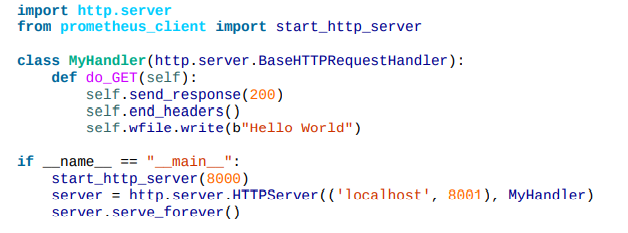 import http.server
from prometheus_client import start_http_server

class MyHandler(http.server.BaseHTTPRequestHandler):
    def do_GET(self):
        self.send_response(200)
        self.end_headers()
        self.wfile.write(b"Hello World")

if __name__ == "__main__":
    start_http_server(8000)
    server = http.server.HTTPServer(('localhost', 8001), MyHandler)
    server.serve_forever()